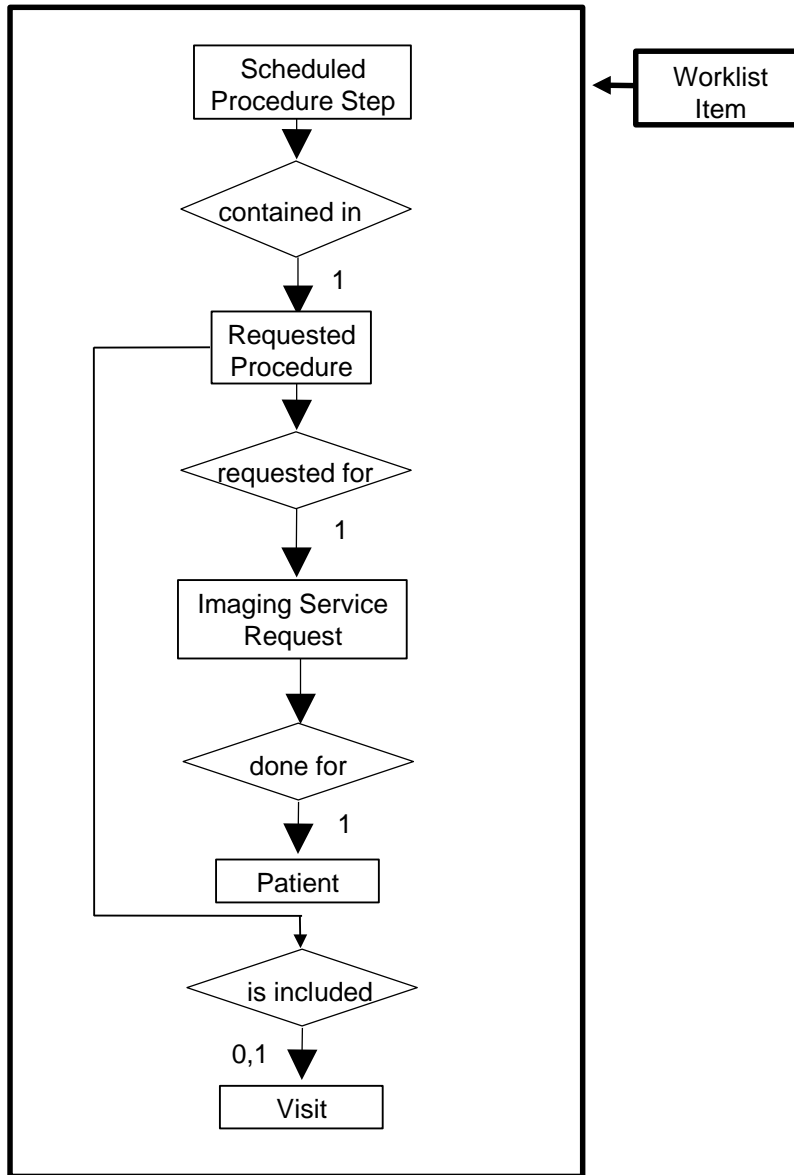 Scheduled
Procedure Step
Worklist
Item
contained in
1
Requested
Procedure
requested for
1
Imaging Service
Request
done for
1
Patient
is included
0,1
Visit